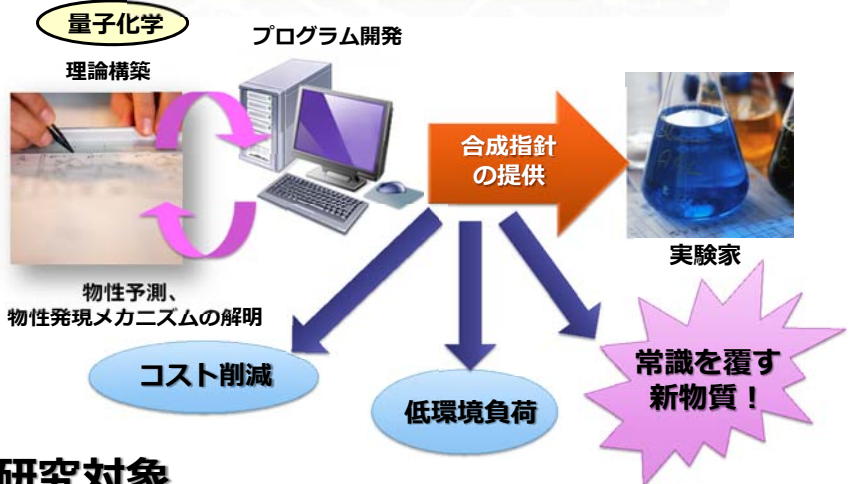 量子化学
プログラム開発
理論構築
合成指針
の提供
実験家
物性予測、
物性発現メカニズムの解明
コスト削減
低環境負荷
常識を覆す
新物質！
研究対象